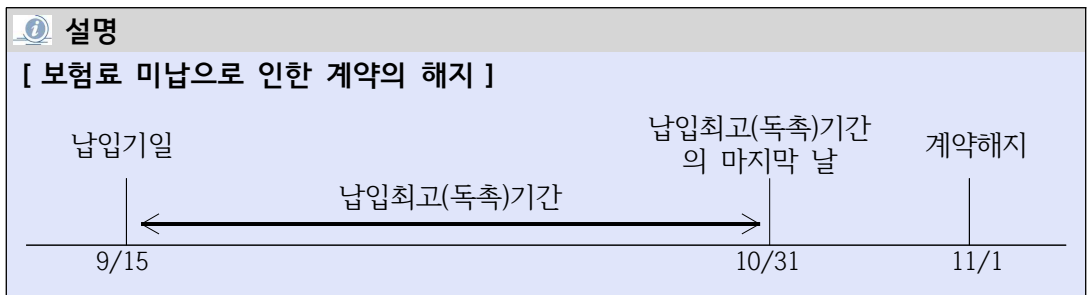 설명
[ 보험료 미납으로 인한 계약의 해지 ]
납입기일
납입최고(독촉)기간
의 마지막 날
계약해지
납입최고(독촉)기간
9/15
10/31
11/1